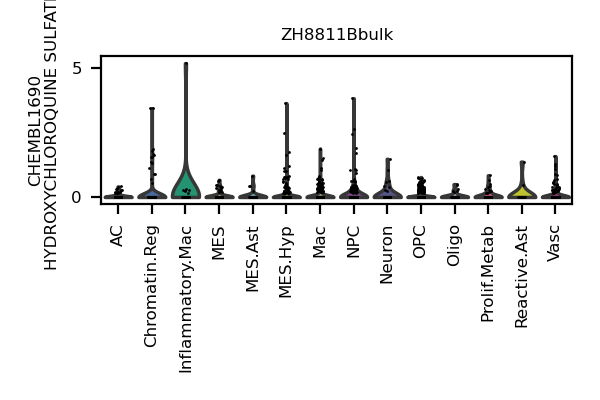 ZH8811Bbulk
CHEMBL1690
HYDROXYCHLOROQUINE SULFAT
5
0
AC
Chromatin.Reg
Inflammatory.Mac
MES
MES.Ast
MES.Hyp
Mac
NPC
Neuron
OPC
Oligo
Prolif.Metab
Reactive.Ast
Vasc